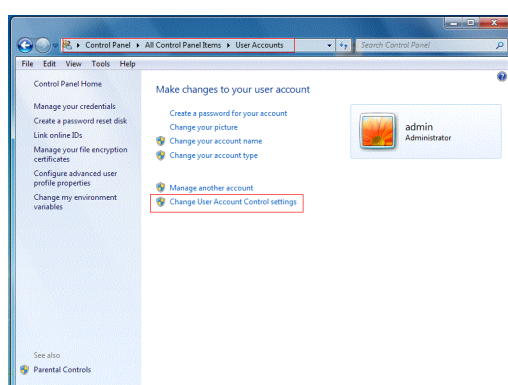 Control Panel ▸ All Control Panel Items ▸ User Accounts
Search Control Panel
File Edit View Tools Help
Control Panel Home
Manage your credentials
Create a password reset disk
Link online IDs
Manage your file encryption
certificates
Configure advanced user
profile properties
Change my environment
variables
See also
Parental Controls
Make changes to your user account
Create a password for your account
Change your picture
Change your account name
Change your account type
Manage another account
Change User Account Control settings
admin
Administrator